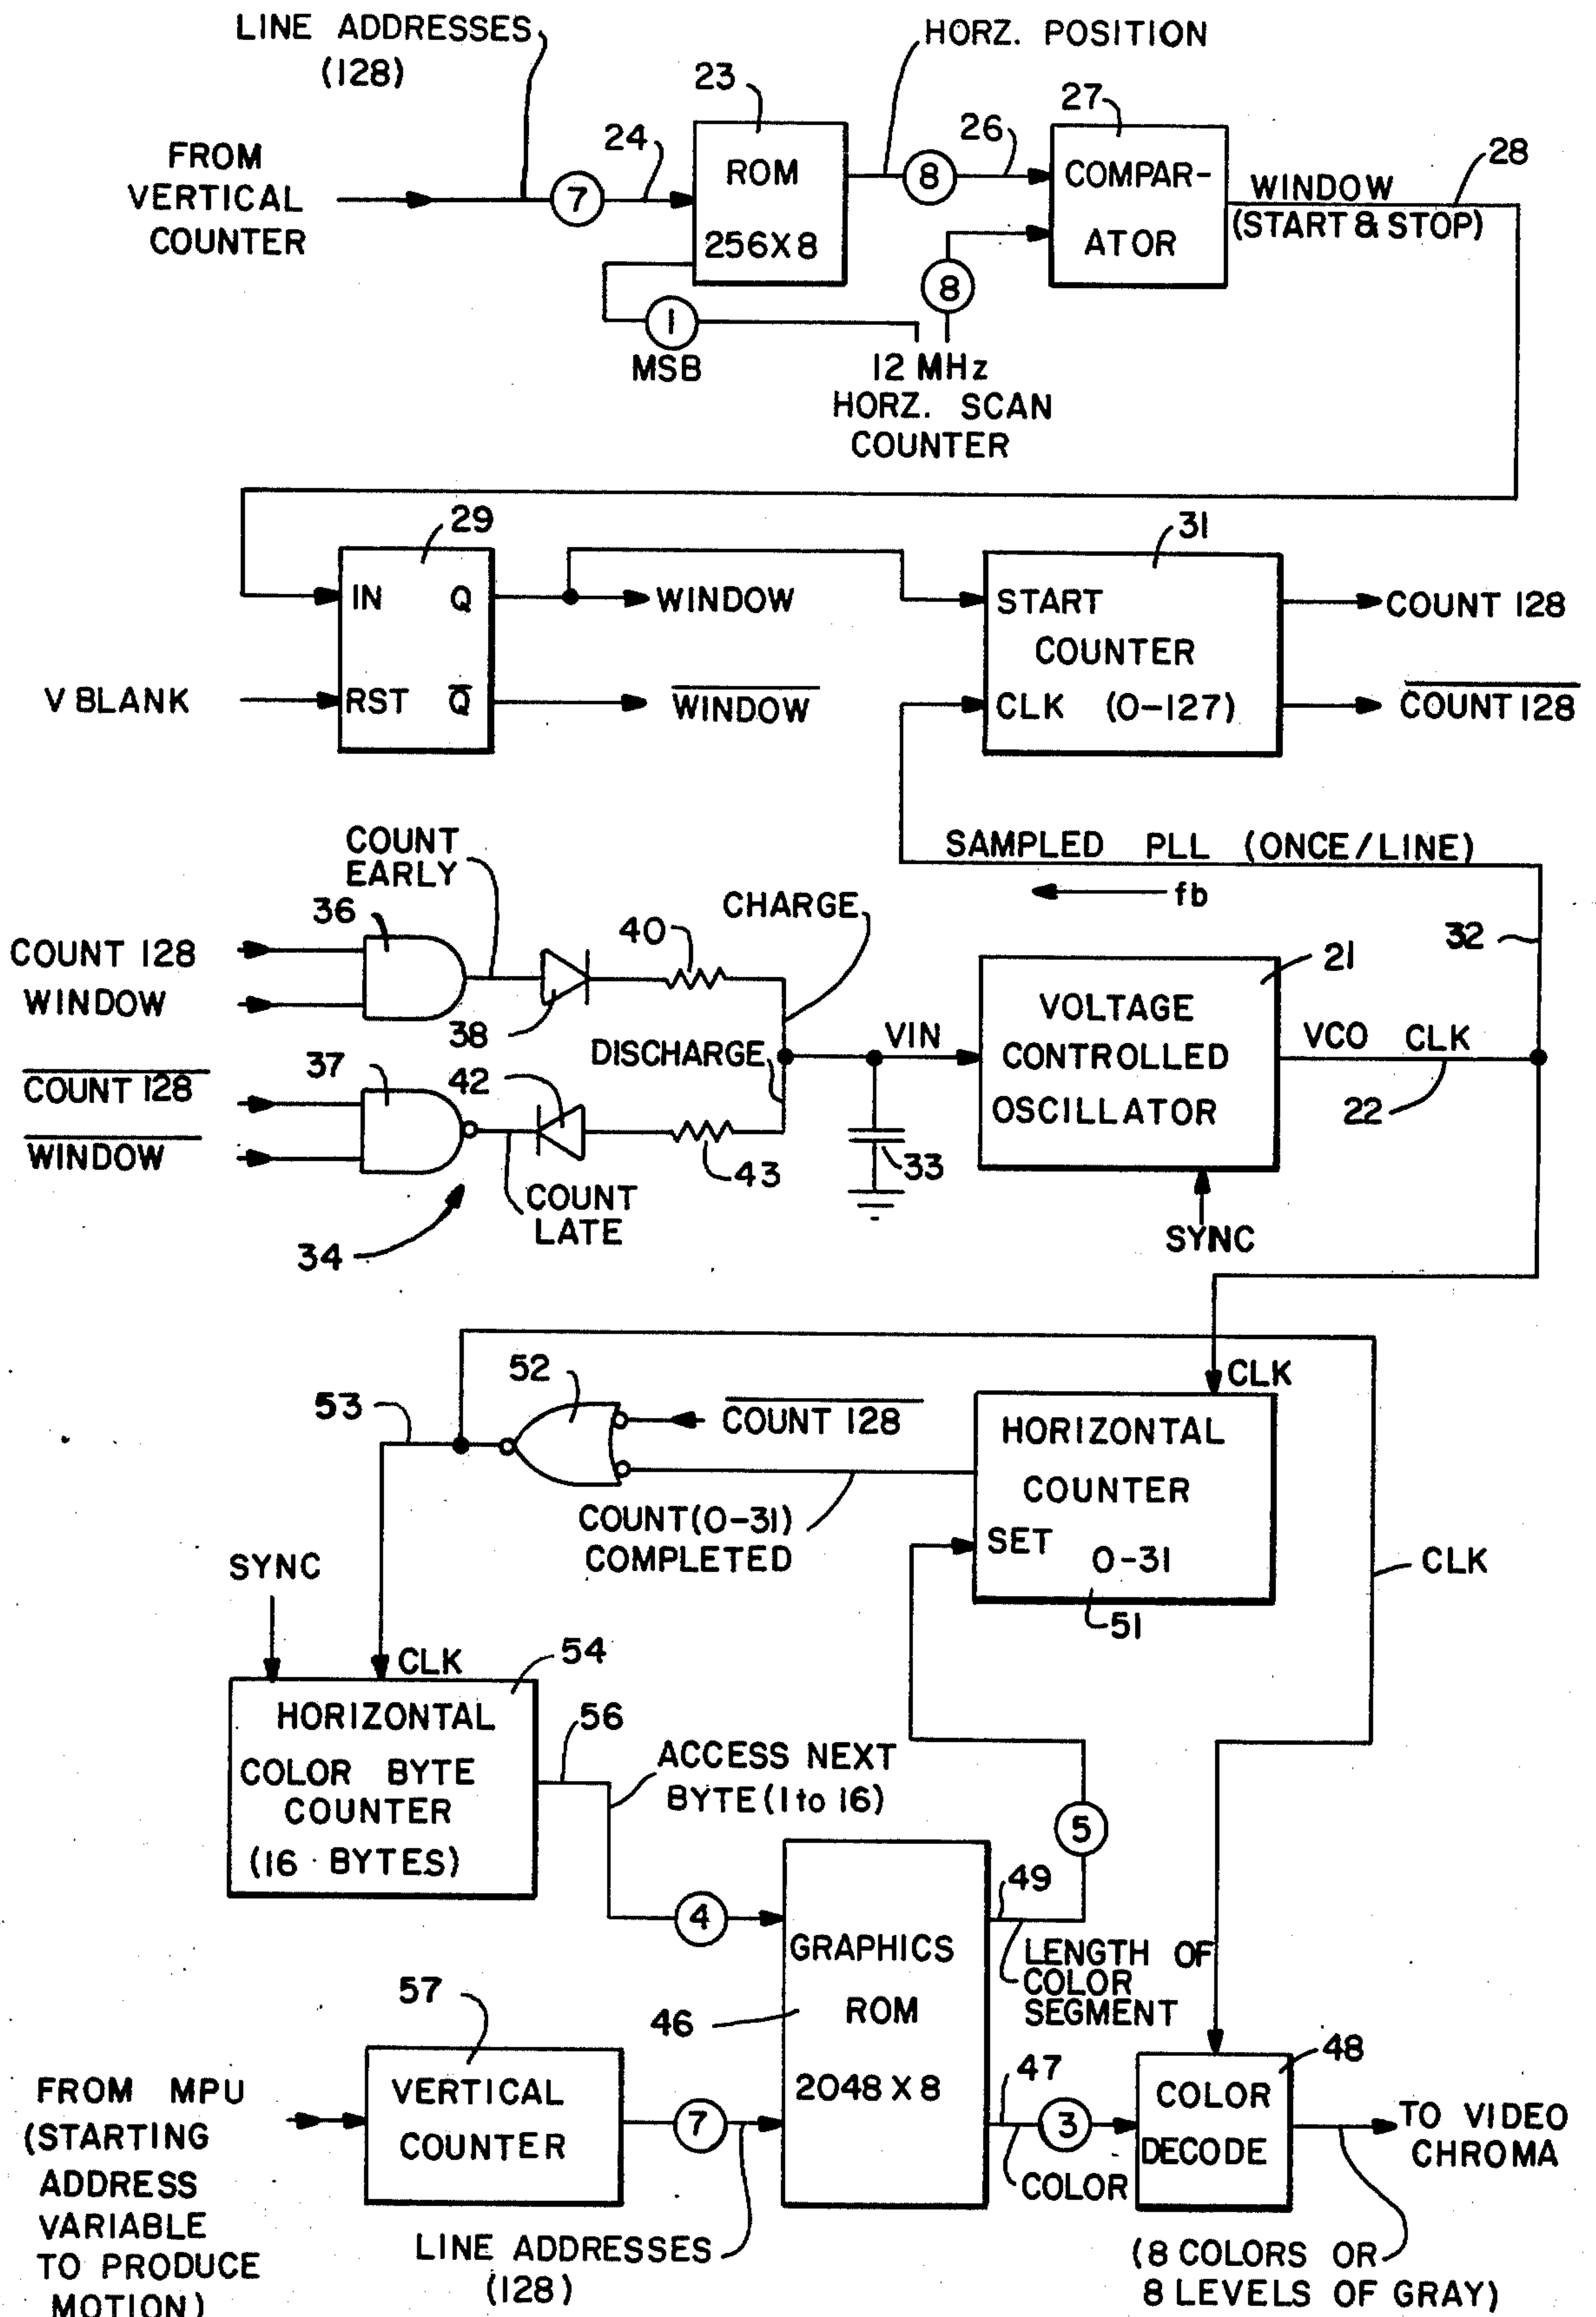 LINE ADDRESSES
(128)
HORZ. POSITION
23
27
FROM
VERTICAL
COUNTER
7
24
ROM
256X8
8
26
COMPAR-
ATOR
WINDOW
(START & STOP)
28
8
1
MSB
12 MHz
HORZ. SCAN
COUNTER
29
31
IN
Q
WINDOW
START
COUNTER
COUNT 128
V BLANK
RST
Q̅
WINDOW
CLK (0-127)
COUNT 128
COUNT
EARLY
SAMPLED PLL (ONCE/LINE)
fb
36
CHARGE
40
32
COUNT 128
WINDOW
21
38
VOLTAGE
CONTROLLED
OSCILLATOR
DISCHARGE
VIN
VCO CLK
22
COUNT 128
WINDOW
37
42
43
33
COUNT
LATE
34
SYNC
52
53
COUNT 128
CLK
HORIZONTAL
COUNTER
SET
0-31
COUNT(0-31)
COMPLETED
51
CLK
SYNC
CLK
54
HORIZONTAL
COLOR BYTE
COUNTER
(16 BYTES)
56
ACCESS NEXT
BYTE (1 to 16)
5
4
49
GRAPHICS
ROM
2048 X 8
LENGTH OF
COLOR
SEGMENT
57
46
47
48
FROM MPU
(STARTING
ADDRESS
VARIABLE
TO PRODUCE
MOTION)
VERTICAL
COUNTER
7
3
COLOR
COLOR
DECODE
TO VIDEO
CHROMA
LINE ADDRESSES
(128)
(8 COLORS OR
8 LEVELS OF GRAY)